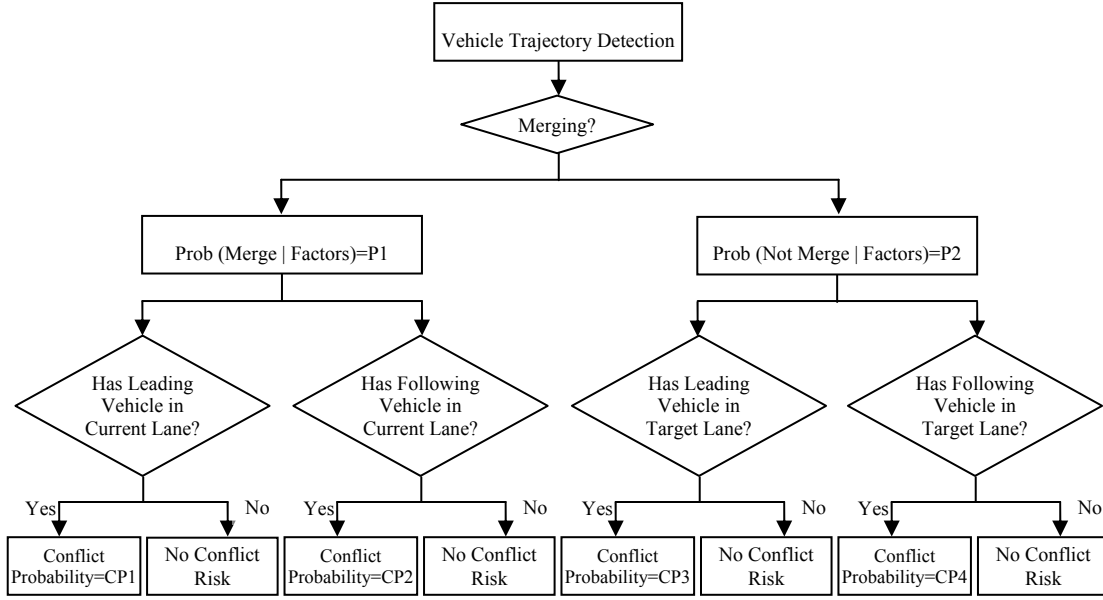 Vehicle Trajectory Detection
Merging?
Prob (Merge | Factors)=P1
Prob (Not Merge | Factors)=P2
Has Leading
Vehicle in
Current Lane?
Has Following
Vehicle in
Current Lane?
Has Leading
Vehicle in
Target Lane?
Has Following
Vehicle in
Target Lane?
Yes
No
Yes
No
Yes
No
Yes
No
Conflict
Probability=CP1
No Conflict
Risk
Conflict
Probability=CP2
No Conflict
Risk
Conflict
Probability=CP3
No Conflict
Risk
Conflict
Probability=CP4
No Conflict
Risk